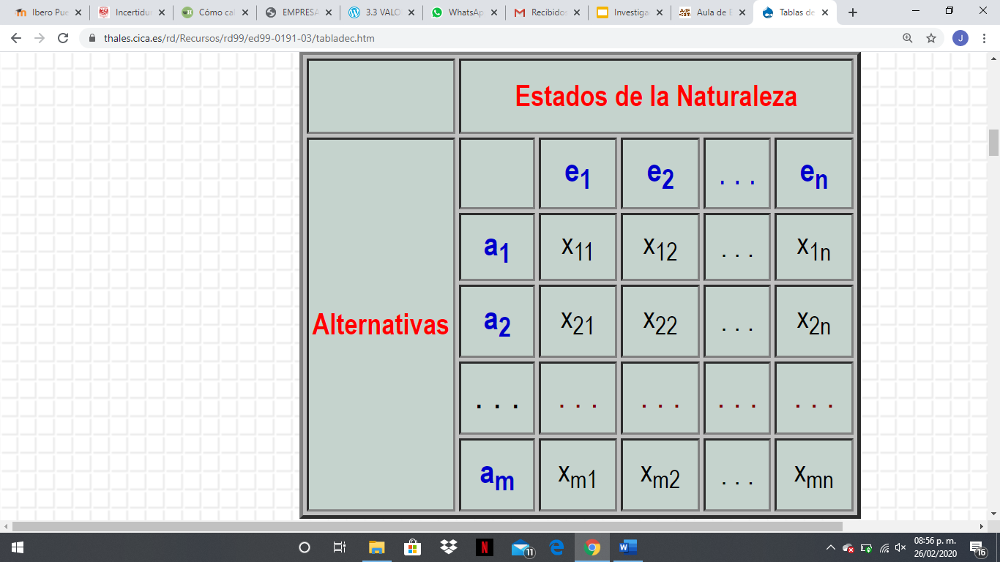 Ibero Pue
Incertidu
Cómo cal
EMPRESA
3.3 VALO
WhatsAp
Recibidos
Investiga
Aula de E
Tablas de
thales.cica.es/rd/Recursos/rd99/ed99-0191-03/tabladec.htm
J
Estados de la Naturaleza
e1 e2 . . . en
a1 x11 x12 . . . x1n
Alternativas a2 x21 x22 . . . x2n
. . . . . . . . . . . . . . .
am xm1 xm2 . . . xmn
11
08:56 p. m.
26/02/2020
16